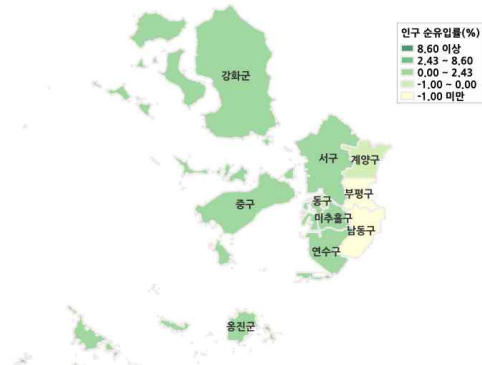 인구 순유입률(%)
8.60 이상
2.43 ~ 8.60
0.00 ~ 2.43
-1.00 ~ 0.00
-1.00 미만
강화군
서구
계양구
부평구
중구
동구
미추홀구
남동구
연수구
옹진군